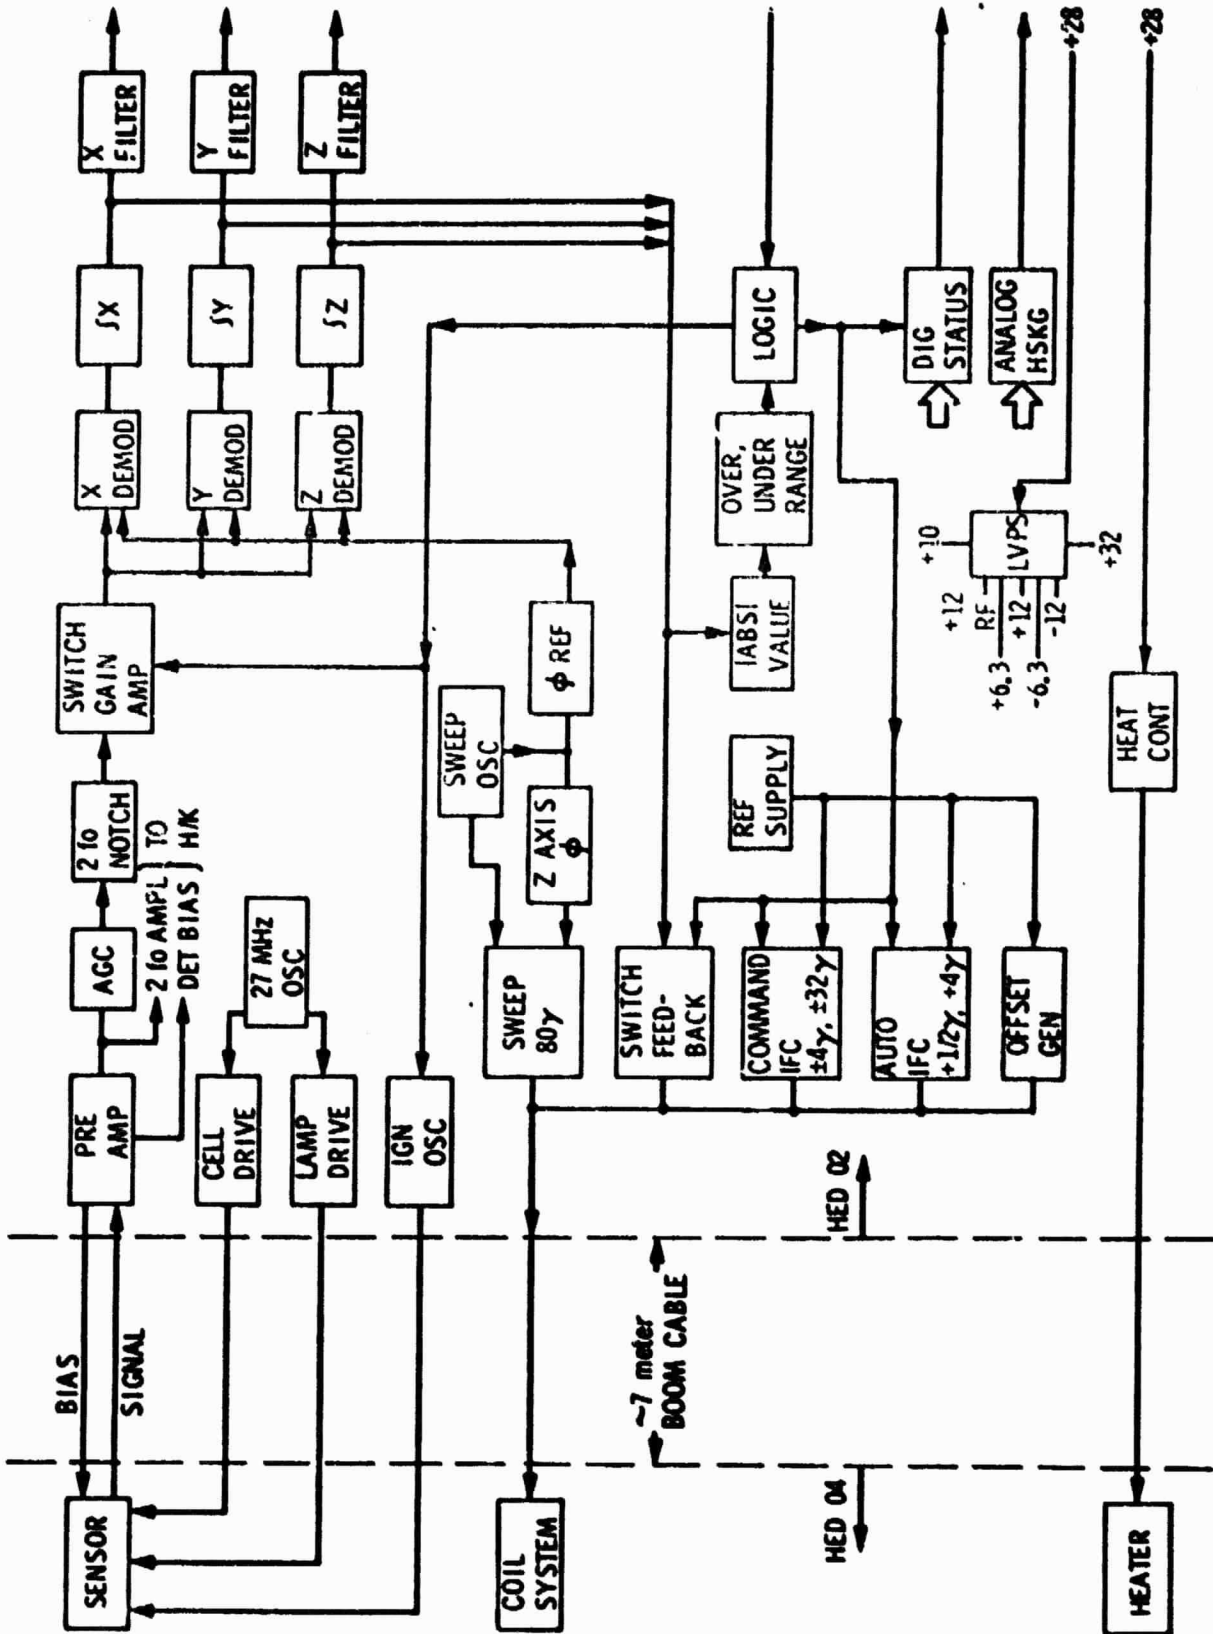 SENSOR
BIAS
SIGNAL
PRE
AMP
AGC
2 fo
NOTCH
2 fo AMPL } TO
DET BIAS } H/K
SWITCH
GAIN
AMP
X
DEMOD
∫X
X
FILTER
Y
DEMOD
∫Y
Y
FILTER
Z
DEMOD
∫Z
Z
FILTER
CELL
DRIVE
27 MHz
OSC
LAMP
DRIVE
IGN
OSC
COIL
SYSTEM
SWEEP
80γ
SWEEP
OSC
Z AXIS
ϕ
ϕ REF
SWITCH
FEED-
BACK
~7 meter
BOOM CABLE
IABSI
VALUE
OVER,
UNDER
RANGE
LOGIC
COMMAND
IFC
±4γ, ±32γ
REF
SUPPLY
AUTO
IFC
+1/2γ, +4γ
OFFSET
GEN
HED 04
HED 02
DIG
STATUS
ANALOG
HSKG
+12
RF
+6.3
+12
-6.3
-12
+10
LVPS
+32
+28
HEATER
HEAT
CONT
+28